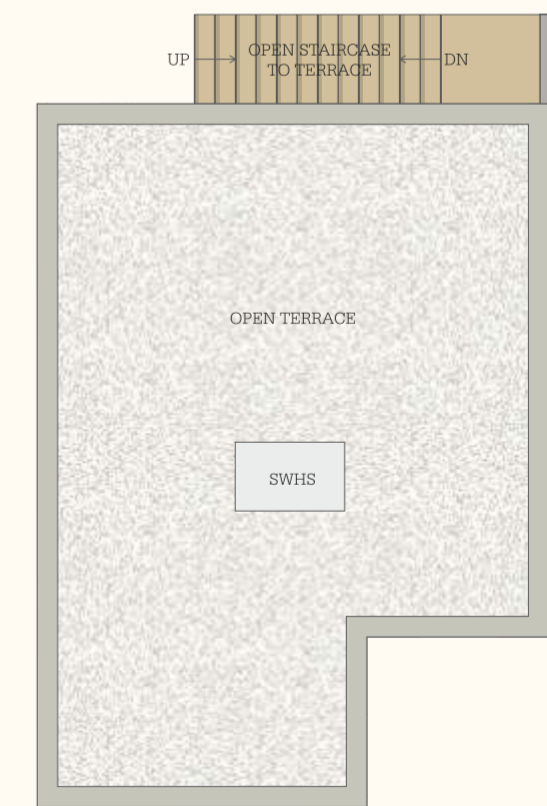 UP
OPEN STAIRCASE
TO TERRACE
DN
OPEN TERRACE
SWHS